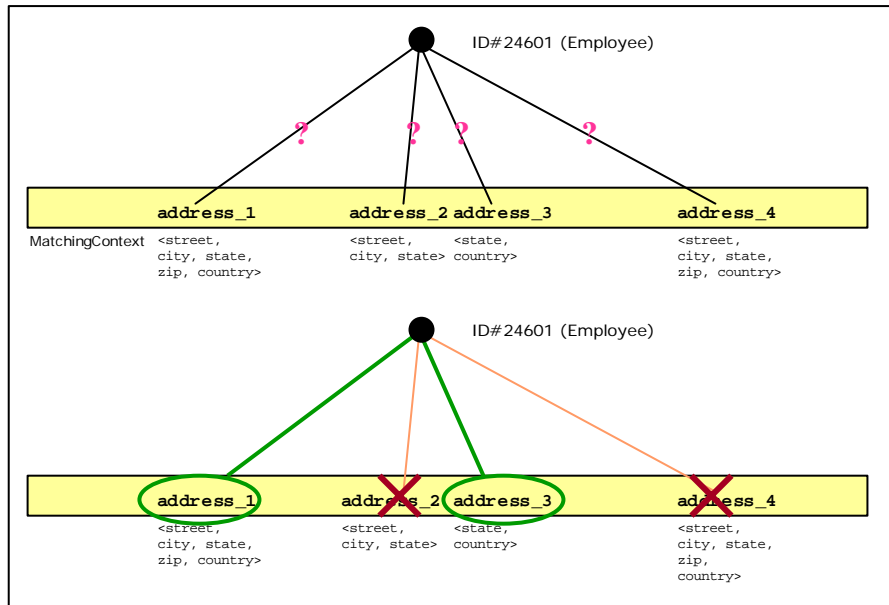 ID#24601 (Employee)
? ? ? ?
address_1 address_2 address_3 address_4
MatchingContext <street, <street, <state, <street,
city, state, city, state> country> city, state,
zip, country> zip, country>
ID#24601 (Employee)
address_1 address_2 address_3 address_4
<street, <street, <state, <street,
city, state, city, state> country> city, state,
zip, country> zip,
country>